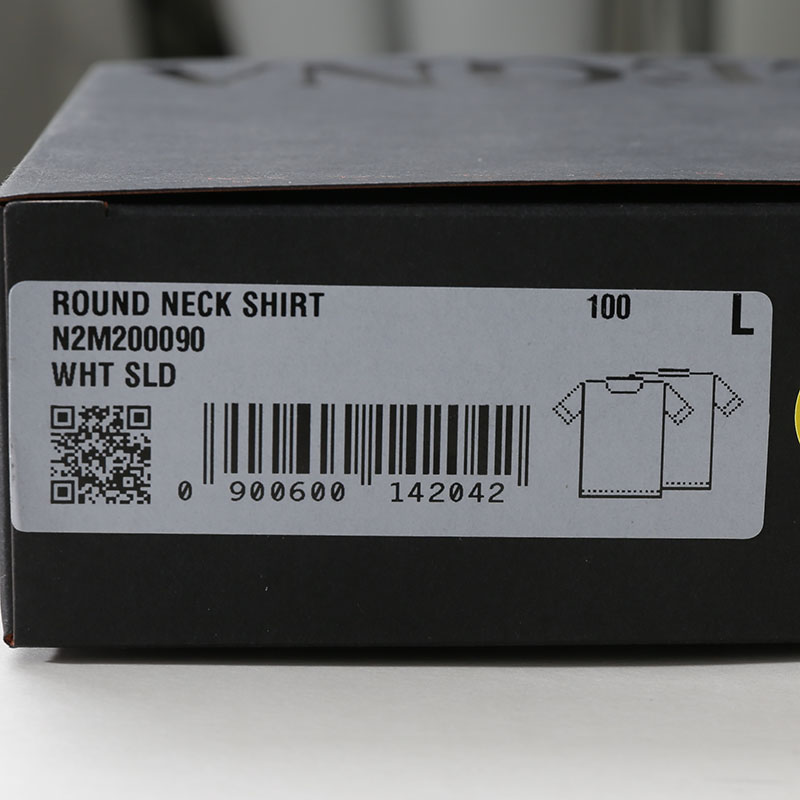 ROUND NECK SHIRT
100
L
N2M200090
WHT SLD
0 900600 142042